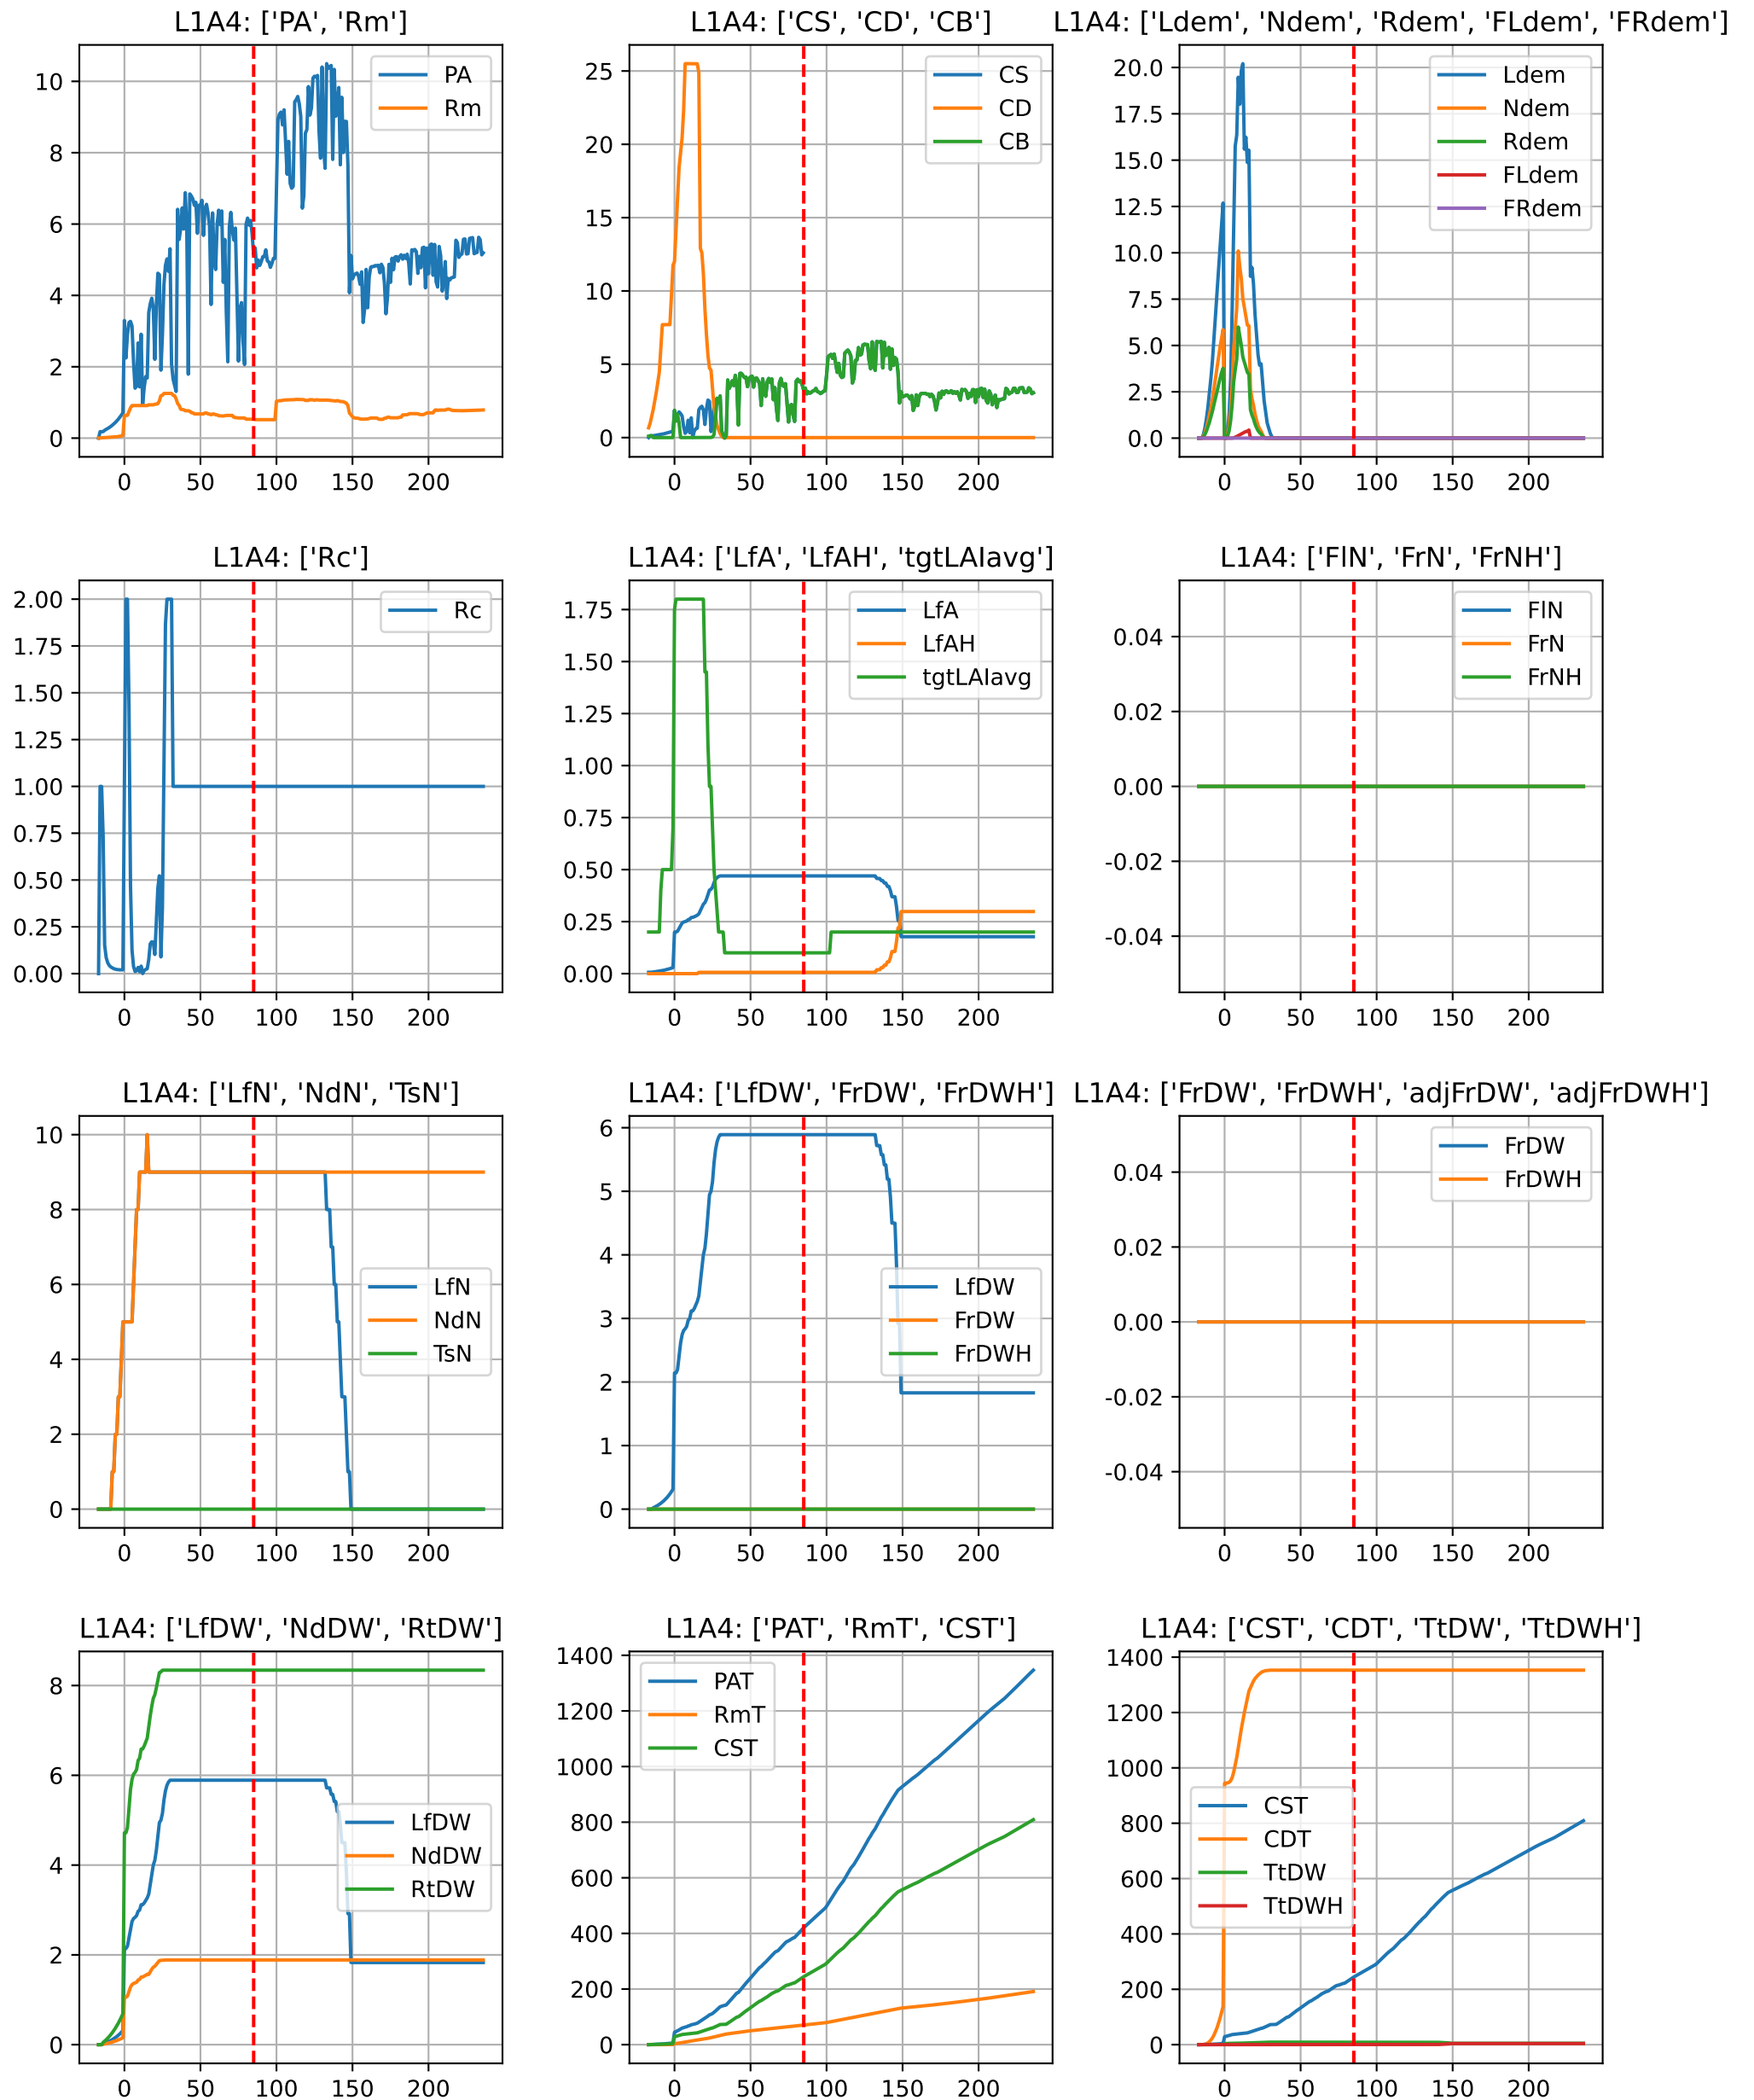 L1A4: ['PA', 'Rm']
10
8
6
4
2
0
0 50 100 150 200
PA
Rm
L1A4: ['CS', 'CD', 'CB']
25
20
15
10
5
0
0 50 100 150 200
CS
CD
CB
L1A4: ['Ldem', 'Ndem', 'Rdem', 'FLdem', 'FRdem']
20.0
17.5
15.0
12.5
10.0
7.5
5.0
2.5
0.0
0 50 100 150 200
Ldem
Ndem
Rdem
FLdem
FRdem
L1A4: ['Rc']
2.00
1.75
1.50
1.25
1.00
0.75
0.50
0.25
0.00
0 50 100 150 200
Rc
L1A4: ['LfA', 'LfAH', 'tgtLAIavg']
1.75
1.50
1.25
1.00
0.75
0.50
0.25
0.00
0 50 100 150 200
LfA
LfAH
tgtLAIavg
L1A4: ['FlN', 'FrN', 'FrNH']
0.04
0.02
0.00
-0.02
-0.04
0 50 100 150 200
FlN
FrN
FrNH
L1A4: ['LfN', 'NdN', 'TsN']
10
8
6
4
2
0
0 50 100 150 200
LfN
NdN
TsN
L1A4: ['LfDW', 'FrDW', 'FrDWH']
6
5
4
3
2
1
0
0 50 100 150 200
LfDW
FrDW
FrDWH
L1A4: ['FrDW', 'FrDWH', 'adjFrDW', 'adjFrDWH']
0.04
0.02
0.00
-0.02
-0.04
0 50 100 150 200
FrDW
FrDWH
L1A4: ['LfDW', 'NdDW', 'RtDW']
8
6
4
2
0
0 50 100 150 200
LfDW
NdDW
RtDW
L1A4: ['PAT', 'RmT', 'CST']
1400
1200
1000
800
600
400
200
0
0 50 100 150 200
PAT
RmT
CST
L1A4: ['CST', 'CDT', 'TtDW', 'TtDWH']
1400
1200
1000
800
600
400
200
0
0 50 100 150 200
CST
CDT
TtDW
TtDWH